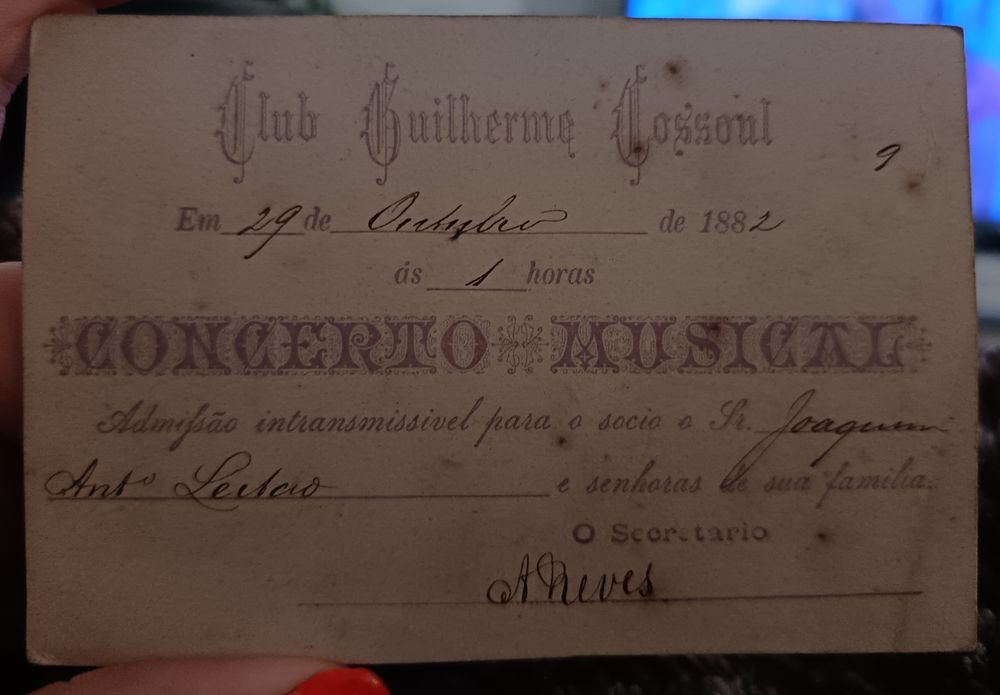 Club Guilherme Cossoul
9
Em 29 de Outubro de 1882
ás 1 horas
CONCERTO MUSICAL
Admissão intransmissivel para o socio o Sr. Joaquim
Antº Leitão e senhoras de sua familia.
O Secretario
A Neves